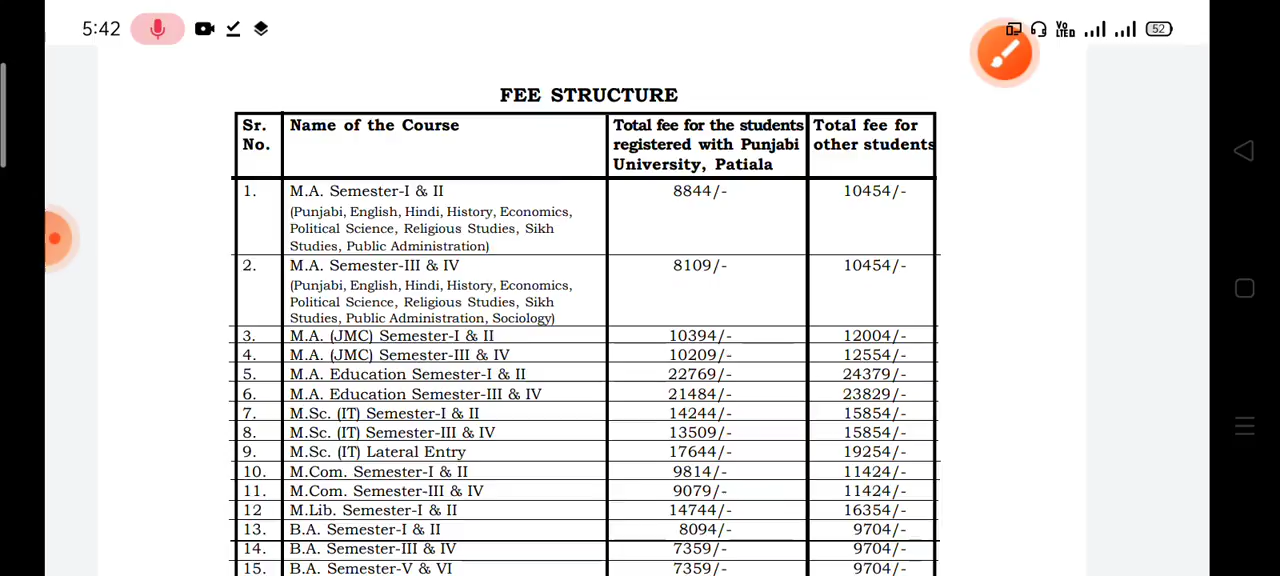 5:42
Vo
LTED
52
FEE STRUCTURE
Sr. No. Name of the Course Total fee for the students registered with Punjabi University, Patiala Total fee for other students
1. M.A. Semester-I & II 8844/- 10454/-
(Punjabi, English, Hindi, History, Economics,
Political Science, Religious Studies, Sikh
Studies, Public Administration)
2. M.A. Semester-III & IV 8109/- 10454/-
(Punjabi, English, Hindi, History, Economics,
Political Science, Religious Studies, Sikh
Studies, Public Administration, Sociology)
3. M.A. (JMC) Semester-I & II 10394/- 12004/-
4. M.A. (JMC) Semester-III & IV 10209/- 12554/-
5. M.A. Education Semester-I & II 22769/- 24379/-
6. M.A. Education Semester-III & IV 21484/- 23829/-
7. M.Sc. (IT) Semester-I & II 14244/- 15854/-
8. M.Sc. (IT) Semester-III & IV 13509/- 15854/-
9. M.Sc. (IT) Lateral Entry 17644/- 19254/-
10. M.Com. Semester-I & II 9814/- 11424/-
11. M.Com. Semester-III & IV 9079/- 11424/-
12 M.Lib. Semester-I & II 14744/- 16354/-
13. B.A. Semester-I & II 8094/- 9704/-
14. B.A. Semester-III & IV 7359/- 9704/-
15. B.A. Semester-V & VI 7359/- 9704/-